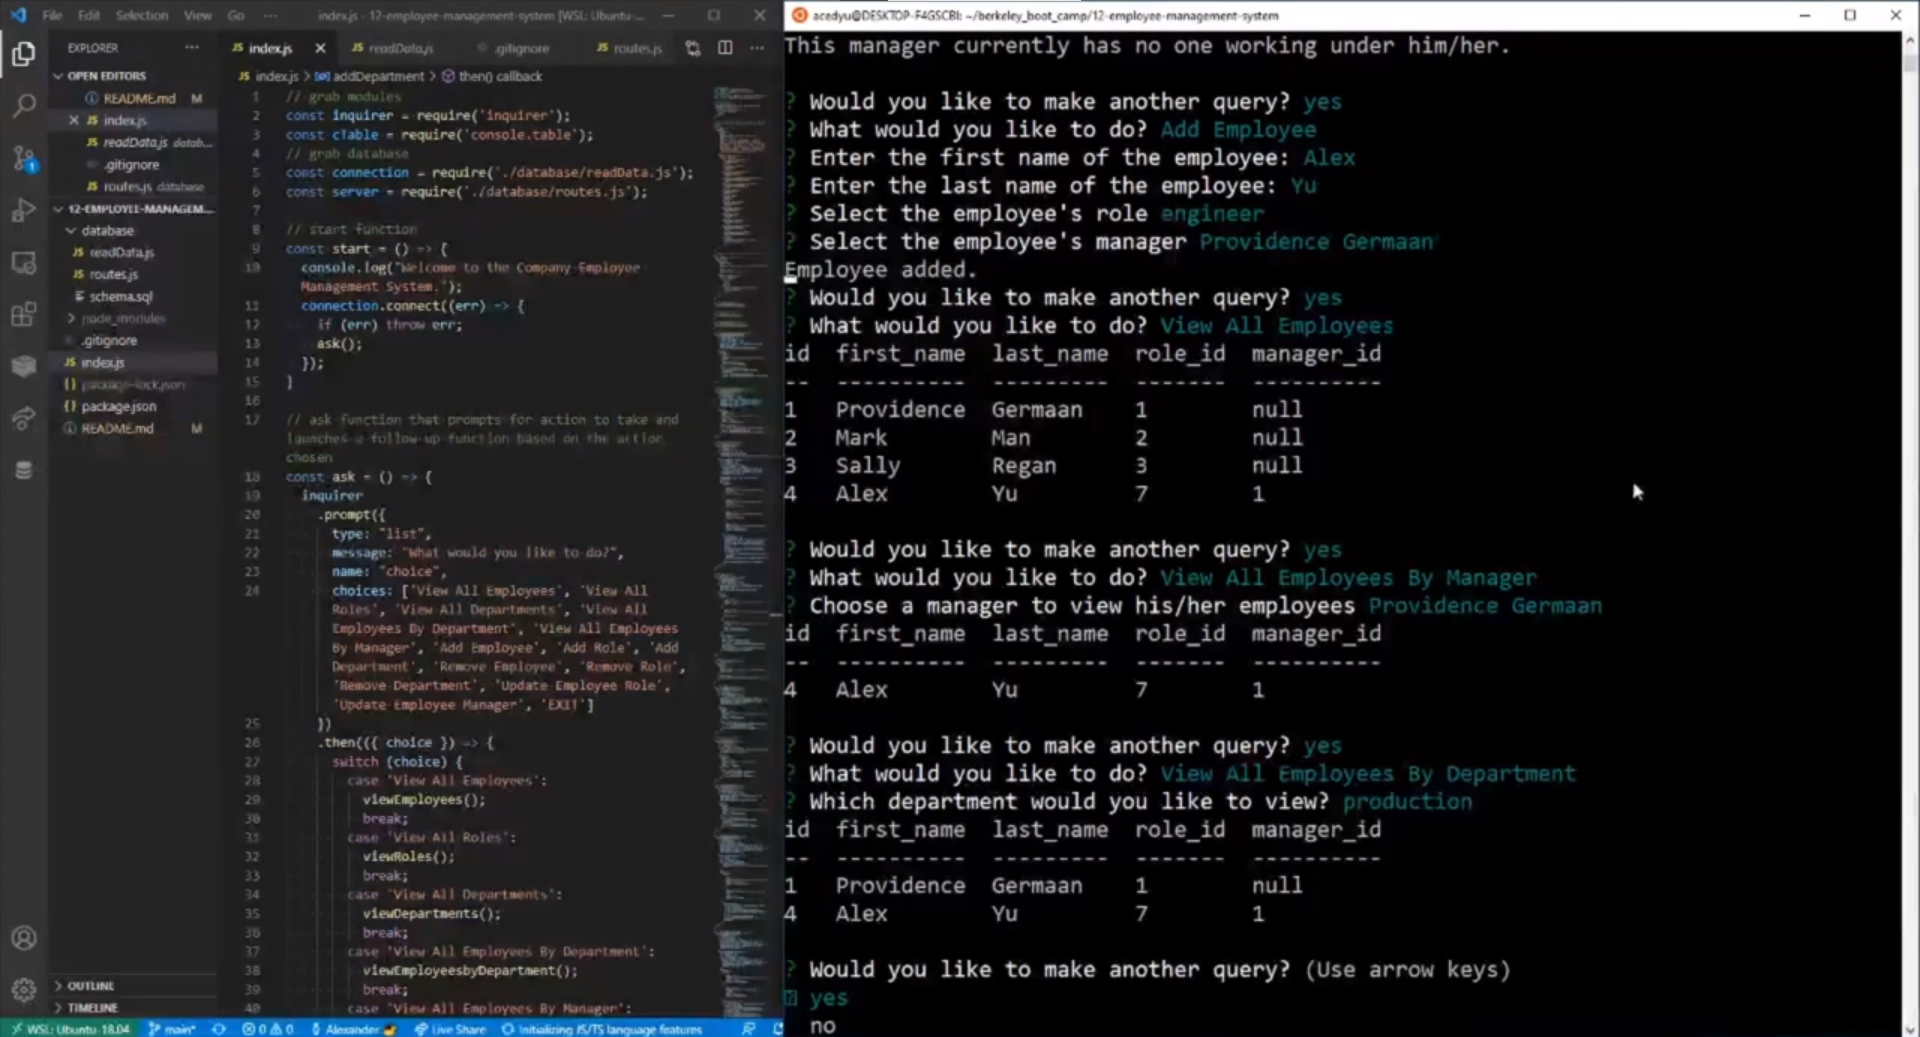 File Edit Selection View Go ··· index.js - 12-employee-management-system [WSL: Ubuntu-...
EXPLORER ···
OPEN EDITORS
README.md M
index.js
readData.js datab...
.gitignore
routes.js database
12-EMPLOYEE-MANAGEM...
database
readData.js
routes.js
schema.sql
node_modules
.gitignore
index.js
package-lock.json
package.json
README.md M
OUTLINE
TIMELINE
index.js readData.js .gitignore routes.js ···
index.js > addDepartment > then() callback
1 // grab modules
2 const inquirer = require('inquirer');
3 const cTable = require('console.table');
4 // grab database
5 const connection = require('./database/readData.js');
6 const server = require('./database/routes.js');
7
8 // start function
9 const start = () => {
10 console.log("Welcome to the Company Employee
Management System.");
11 connection.connect((err) => {
12 if (err) throw err;
13 ask();
14 });
15 }
16
17 // ask function that prompts for action to take and
launches a follow-up function based on the action
chosen
18 const ask = () => {
19 inquirer
20 .prompt({
21 type: "list",
22 message: "What would you like to do?",
23 name: "choice",
24 choices: ['View All Employees', 'View All
Roles', 'View All Departments', 'View All
Employees By Department', 'View All Employees
By Manager', 'Add Employee', 'Add Role', 'Add
Department', 'Remove Employee', 'Remove Role',
'Remove Department', 'Update Employee Role',
'Update Employee Manager', 'EXIT']
25 })
26 .then(({ choice }) => {
27 switch (choice) {
28 case 'View All Employees':
29 viewEmployees();
30 break;
31 case 'View All Roles':
32 viewRoles();
33 break;
34 case 'View All Departments':
35 viewDepartments();
36 break;
37 case 'View All Employees By Department':
38 viewEmployeesbyDepartment();
39 break;
40 case 'View All Employees By Manager':
WSL: Ubuntu-18.04 main* 0 0 Alexander Live Share Initializing JS/TS language features
acedyu@DESKTOP-F4GSCBI: ~/berkeley_boot_camp/12-employee-management-system
This manager currently has no one working under him/her.
? Would you like to make another query? yes
? What would you like to do? Add Employee
? Enter the first name of the employee: Alex
? Enter the last name of the employee: Yu
? Select the employee's role engineer
? Select the employee's manager Providence Germaan
Employee added.
? Would you like to make another query? yes
? What would you like to do? View All Employees
id first_name last_name role_id manager_id
-- ---------- --------- ------- ----------
1 Providence Germaan 1 null
2 Mark Man 2 null
3 Sally Regan 3 null
4 Alex Yu 7 1
? Would you like to make another query? yes
? What would you like to do? View All Employees By Manager
? Choose a manager to view his/her employees Providence Germaan
id first_name last_name role_id manager_id
-- ---------- --------- ------- ----------
4 Alex Yu 7 1
? Would you like to make another query? yes
? What would you like to do? View All Employees By Department
? Which department would you like to view? production
id first_name last_name role_id manager_id
-- ---------- --------- ------- ----------
1 Providence Germaan 1 null
4 Alex Yu 7 1
? Would you like to make another query? (Use arrow keys)
yes
no